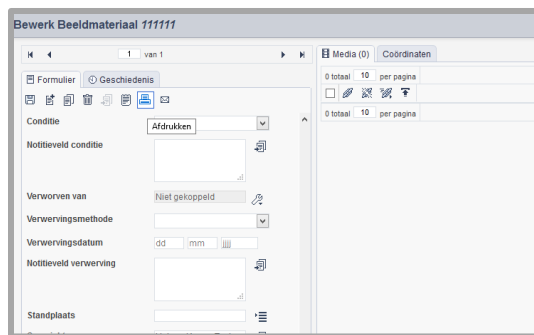 Bewerk Beeldmateriaal 111111
1 van 1
Formulier Geschiedenis
Afdrukken
Conditie
Notitieveld conditie
Verworven van Niet gekoppeld
Verwervingsmethode
Verwervingsdatum dd mm jjjj
Notitieveld verwerving
Standplaats
Media (0) Coördinaten
0 totaal 10 per pagina
0 totaal 10 per pagina